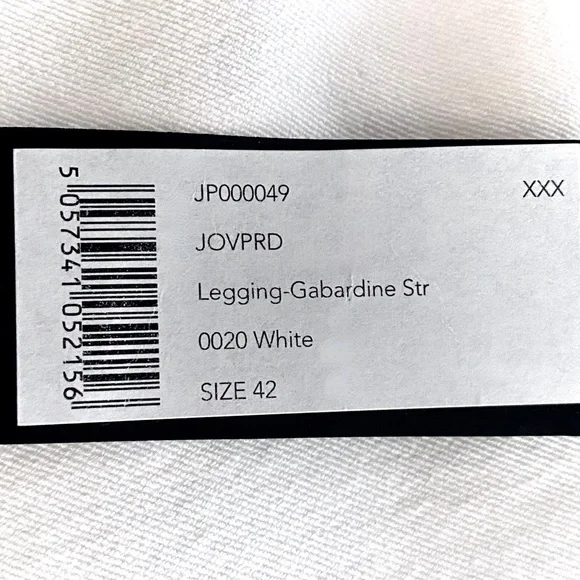 JP000049
XXX
JOVPRD
Legging-Gabardine Str
0020 White
SIZE 42
5 057341 052156